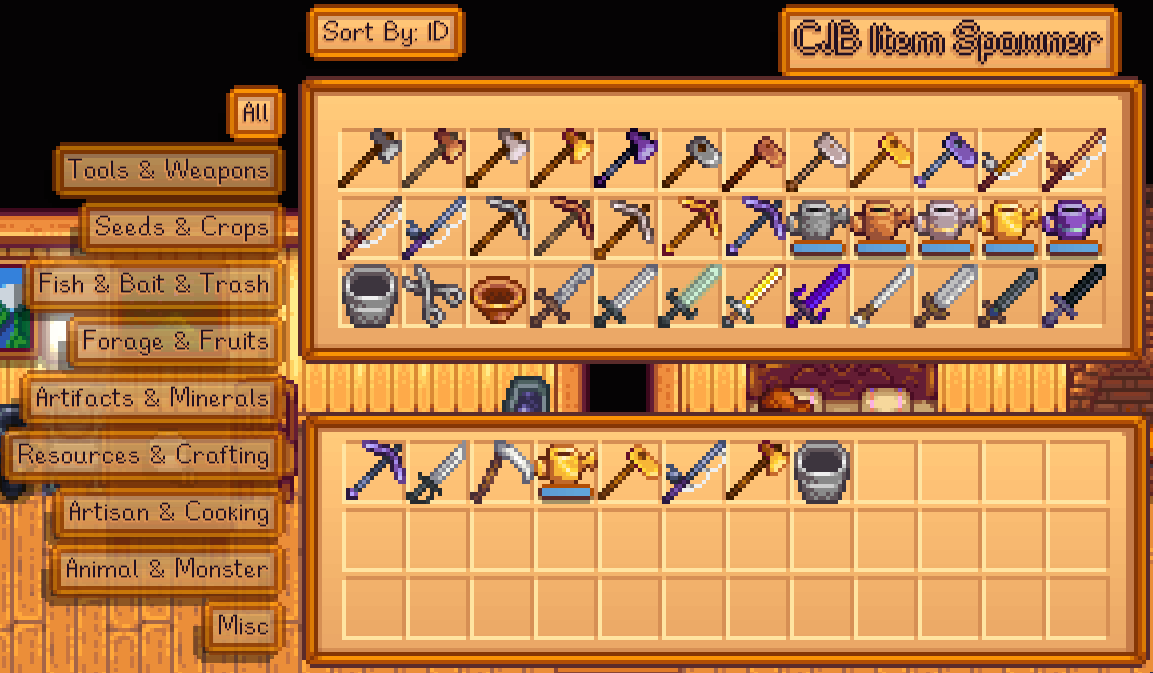 Sort By: ID
CJB Item Spawner
All
Tools & Weapons
Seeds & Crops
Fish & Bait & Trash
Forage & Fruits
Artifacts & Minerals
Resources & Crafting
Artisan & Cooking
Animal & Monster
Misc